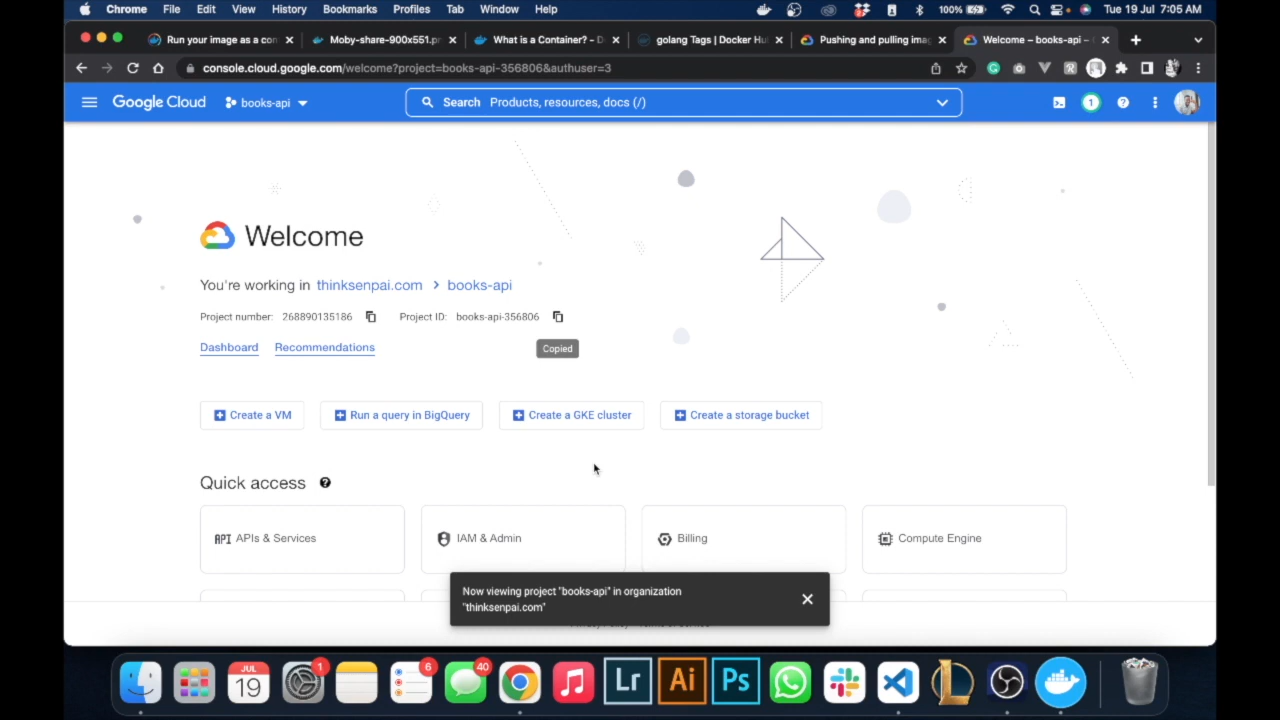 Chrome File Edit View History Bookmarks Profiles Tab Window Help 100% Tue 19 Jul 7:05 AM
Run your image as a con Moby-share-900x551.pr What is a Container? – D golang Tags | Docker Hu Pushing and pulling imag Welcome – books-api –
console.cloud.google.com/welcome?project=books-api-356806&authuser=3
Google Cloud books-api Search Products, resources, docs (/) 1
Welcome
You're working in thinksenpai.com > books-api
Project number: 268890135186 Project ID: books-api-356806
Dashboard Recommendations Copied
Create a VM Run a query in BigQuery Create a GKE cluster Create a storage bucket
Quick access
API APIs & Services IAM & Admin Billing Compute Engine
Now viewing project "books-api" in organization
"thinksenpai.com"
JUL 1 6 40
19 Lr Ai Ps